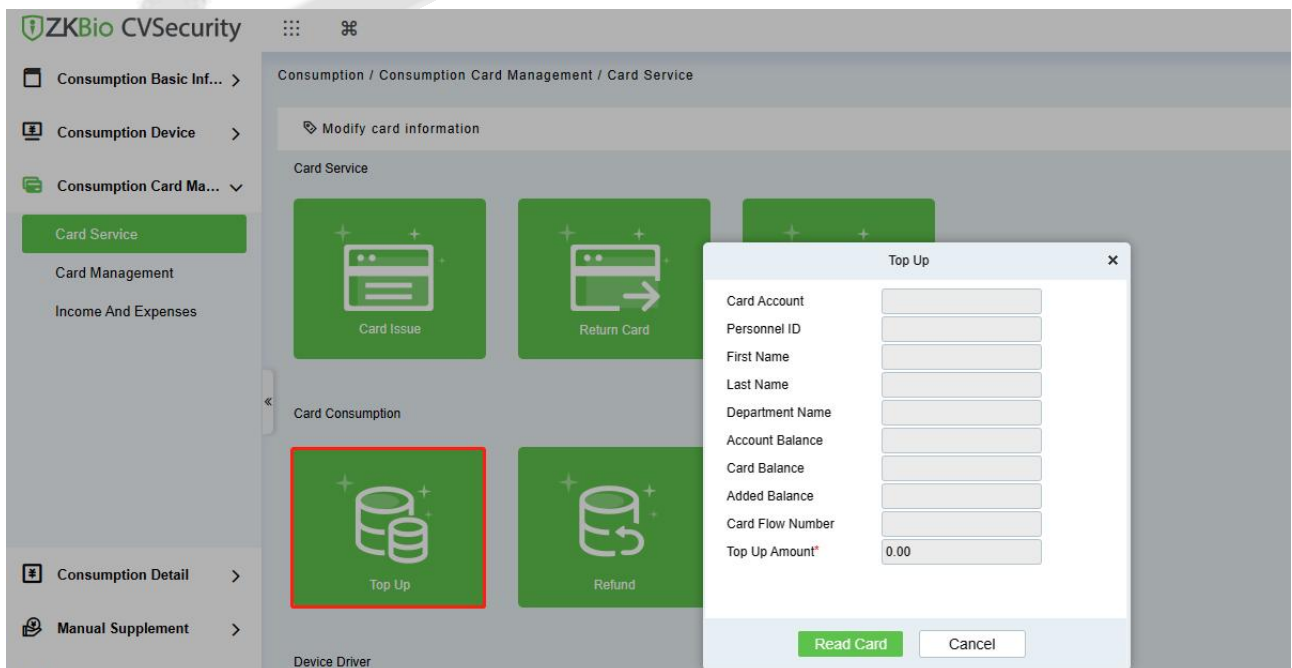 ZKBio CVSecurity
Consumption Basic Inf...
Consumption Device
Consumption Card Ma...
Card Service
Card Management
Income And Expenses
Consumption Detail
Manual Supplement
Consumption / Consumption Card Management / Card Service
Modify card information
Card Service
Card Issue
Return Card
Card Consumption
Top Up
Refund
Device Driver
Top Up
Card Account
Personnel ID
First Name
Last Name
Department Name
Account Balance
Card Balance
Added Balance
Card Flow Number
Top Up Amount* 0.00
Read Card Cancel